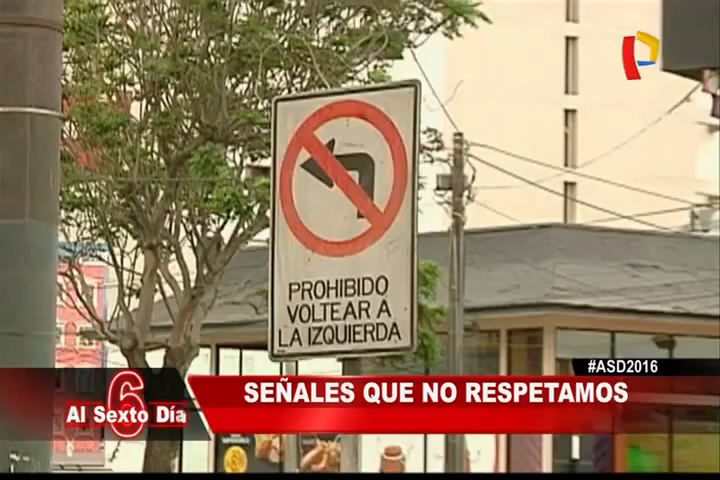 PROHIBIDO
VOLTEAR A
LA IZQUIERDA
#ASD2016
SEÑALES QUE NO RESPETAMOS
6
Al Sexto Día